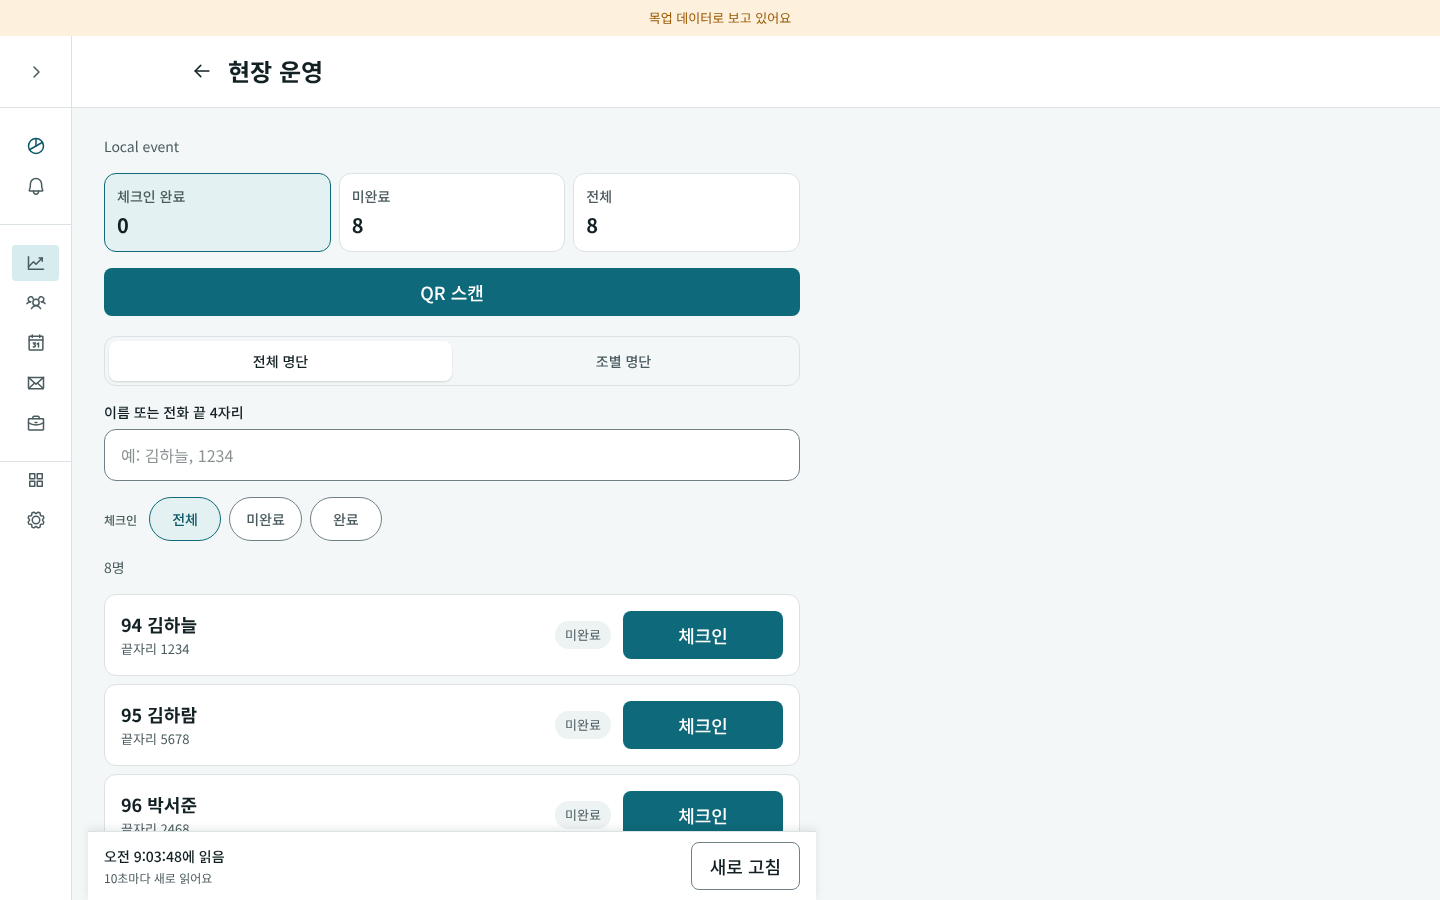 목업 데이터로 보고 있어요
현장 운영
Local event
체크인 완료
0
미완료
8
전체
8
QR 스캔
전체 명단
조별 명단
이름 또는 전화 끝 4자리
예: 김하늘, 1234
체크인
전체
미완료
완료
8명
94 김하늘
끝자리 1234
미완료
체크인
95 김하람
끝자리 5678
미완료
체크인
96 박서준
끝자리 2468
미완료
체크인
오전 9:03:48에 읽음
10초마다 새로 읽어요
새로 고침
31